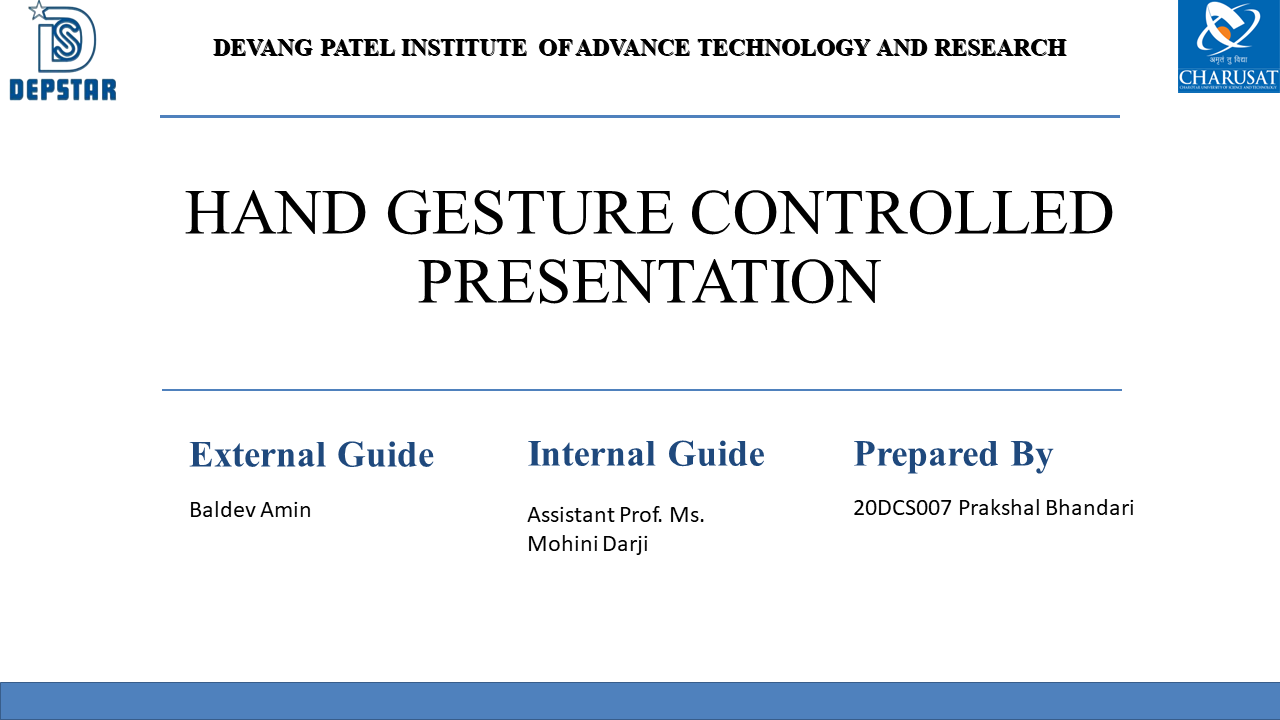 DEPSTAR
DEVANG PATEL INSTITUTE OF ADVANCE TECHNOLOGY AND RESEARCH
अमृतं तु विद्या
CHARUSAT
CHAROTAR UNIVERSITY OF SCIENCE AND TECHNOLOGY
HAND GESTURE CONTROLLED
PRESENTATION
External Guide
Baldev Amin
Internal Guide
Assistant Prof. Ms.
Mohini Darji
Prepared By
20DCS007 Prakshal Bhandari